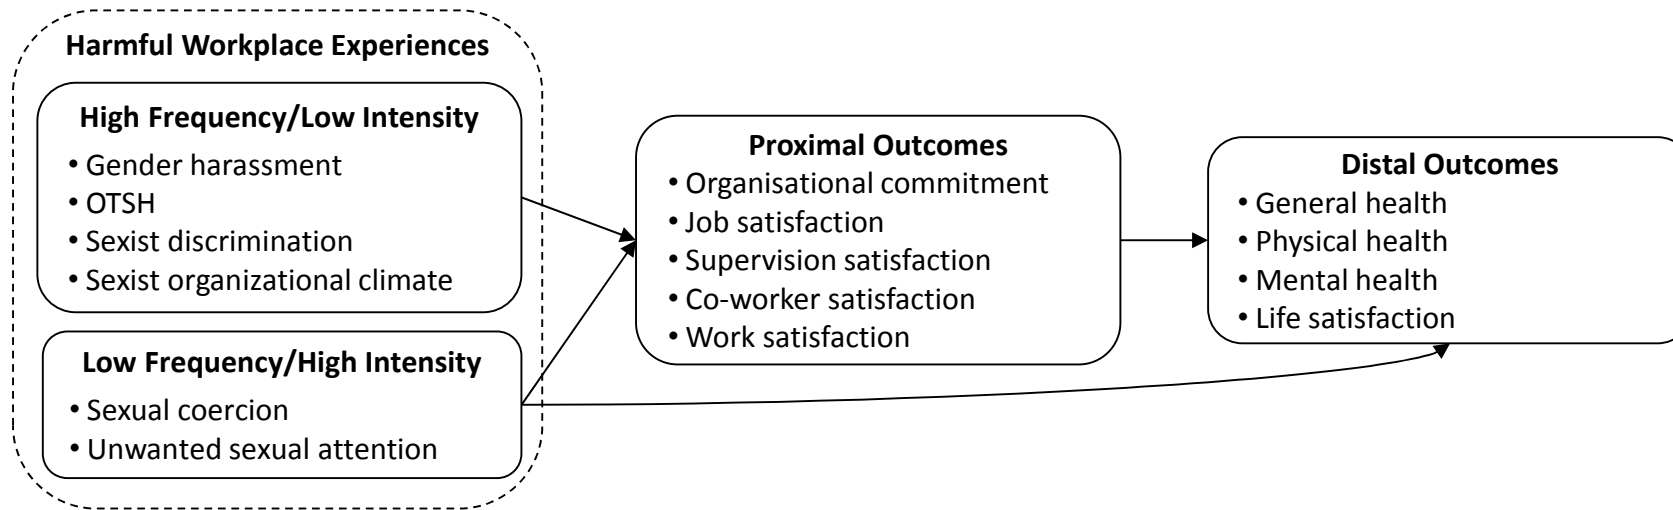 Harmful Workplace Experiences
High Frequency/Low Intensity
• Gender harassment
• OTSH
• Sexist discrimination
• Sexist organizational climate
Low Frequency/High Intensity
• Sexual coercion
• Unwanted sexual attention
Proximal Outcomes
• Organisational commitment
• Job satisfaction
• Supervision satisfaction
• Co-worker satisfaction
• Work satisfaction
Distal Outcomes
• General health
• Physical health
• Mental health
• Life satisfaction